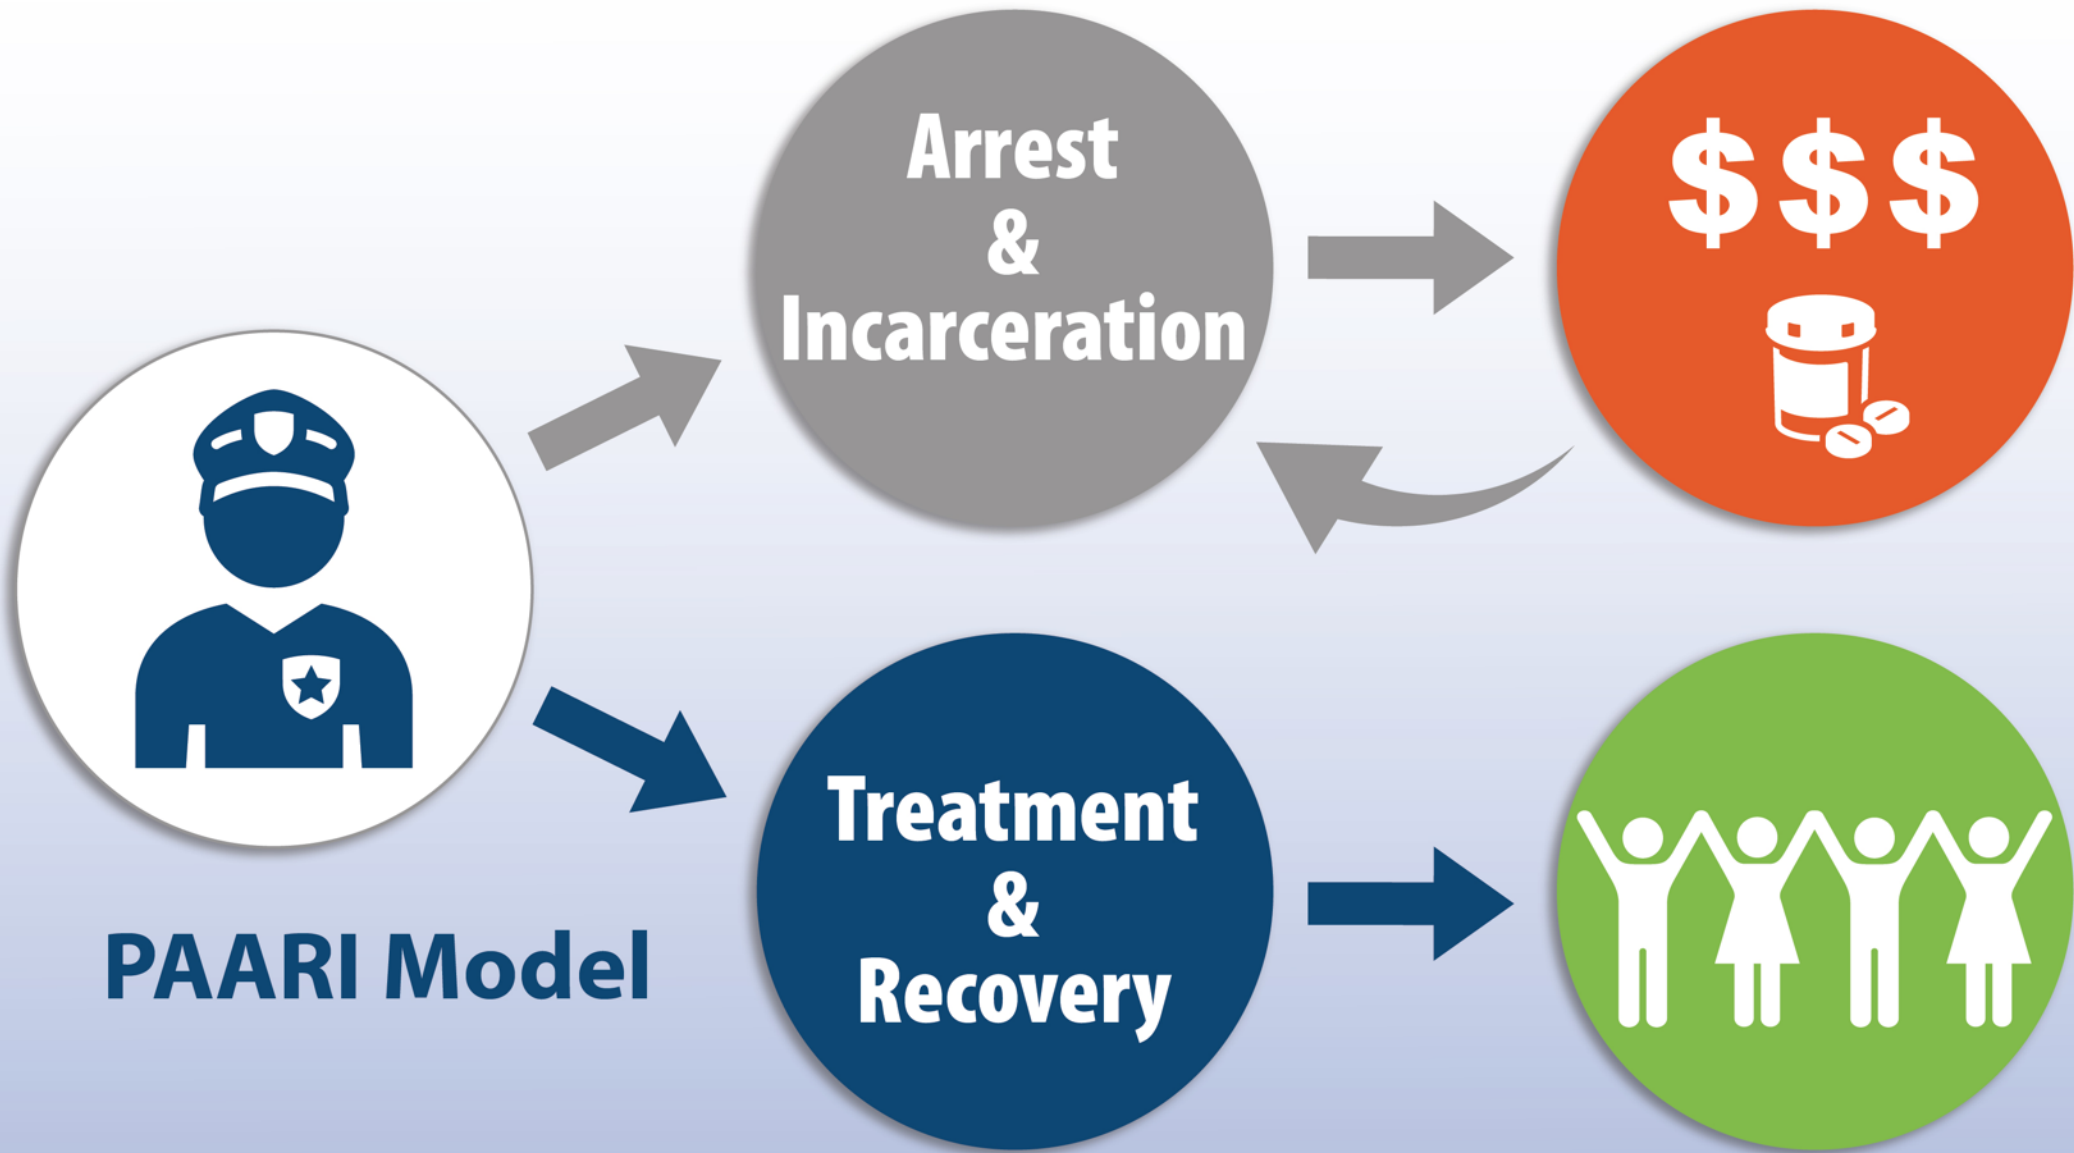 Arrest
&
Incarceration
$$$
PAARI Model
Treatment
&
Recovery